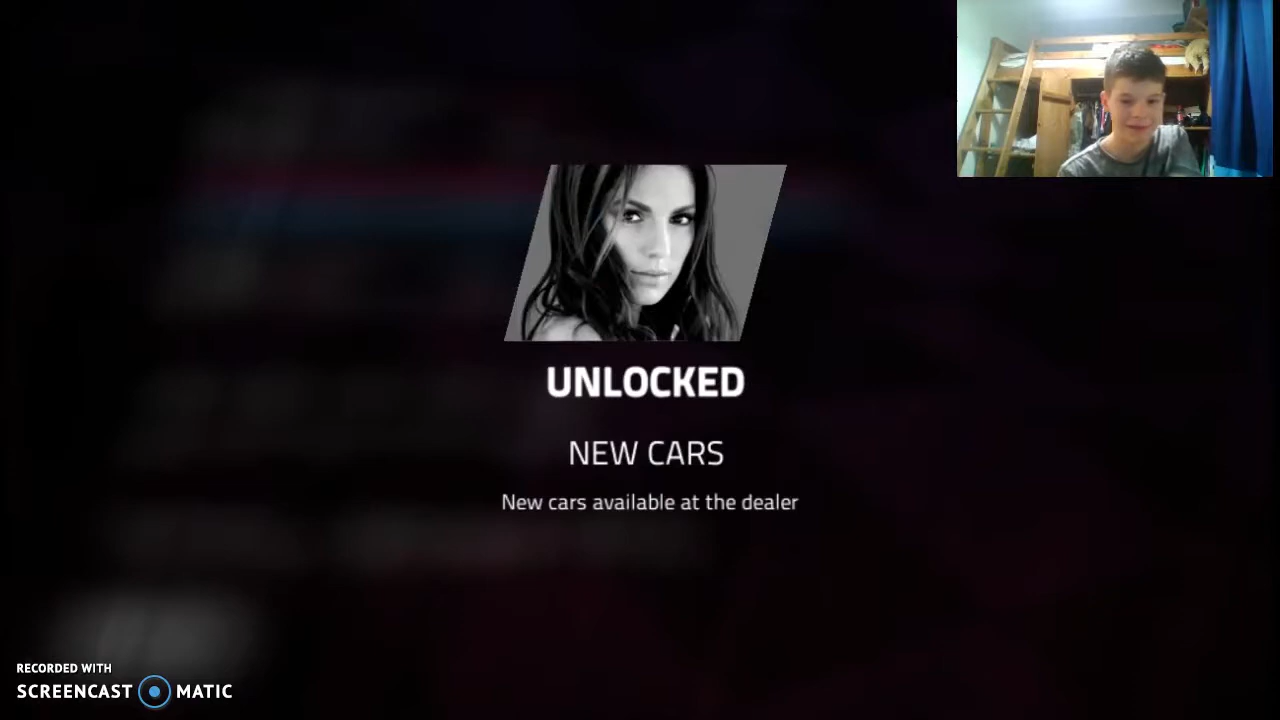 UNLOCKED
NEW CARS
New cars available at the dealer
RECORDED WITH
SCREENCAST MATIC